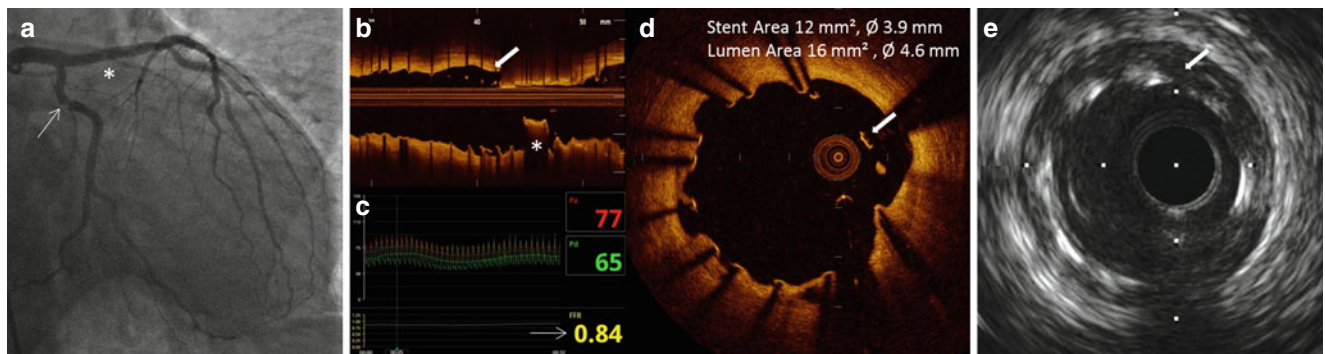 a
*
b
40
50
mm
*
c
Pa
77
Pd
65
FFR
0.84
d
Stent Area 12 mm², Ø 3.9 mm
Lumen Area 16 mm² , Ø 4.6 mm
e